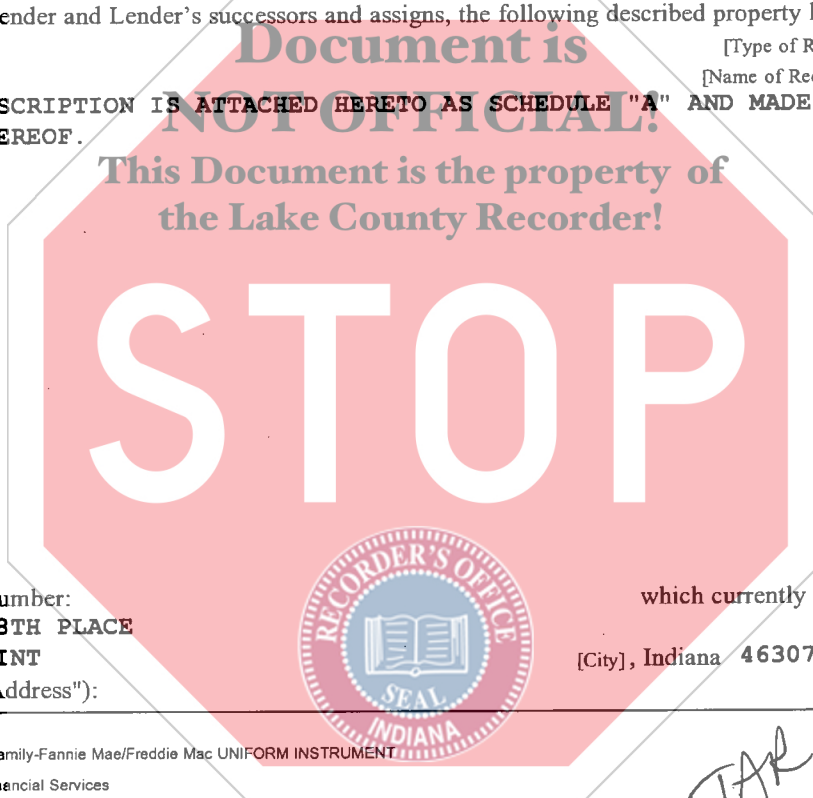 ender and Lender's successors and assigns, the following described property
Document is
[Type of R
[Name of Rec
SCRIPTION IS ATTACHED HERETO AS SCHEDULE "A" AND MADE
NOT OFFICIAL!
EREOF.
This Document is the property of
the Lake County Recorder!
STOP
RECORDER'S OFFICE
SEAL
INDIANA
umber:
which currently
8TH PLACE
INT
[City], Indiana 46307
ddress"):
amily-Fannie Mae/Freddie Mac UNIFORM INSTRUMENT
ancial Services